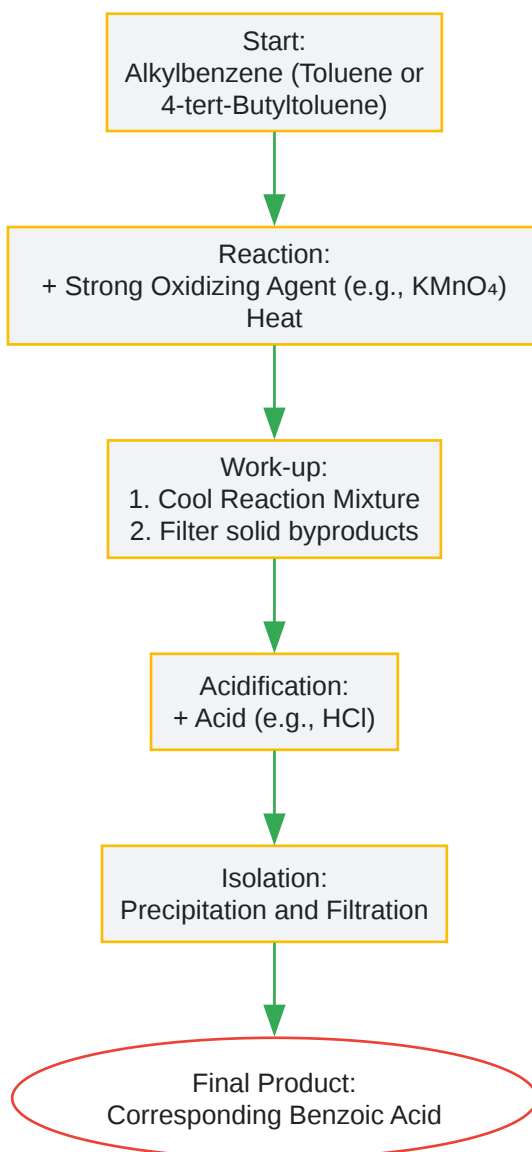 Start:
Alkylbenzene (Toluene or
4-tert-Butyltoluene)
Reaction:
+ Strong Oxidizing Agent (e.g., KMnO₄)
Heat
Work-up:
1. Cool Reaction Mixture
2. Filter solid byproducts
Acidification:
+ Acid (e.g., HCl)
Isolation:
Precipitation and Filtration
Final Product:
Corresponding Benzoic Acid